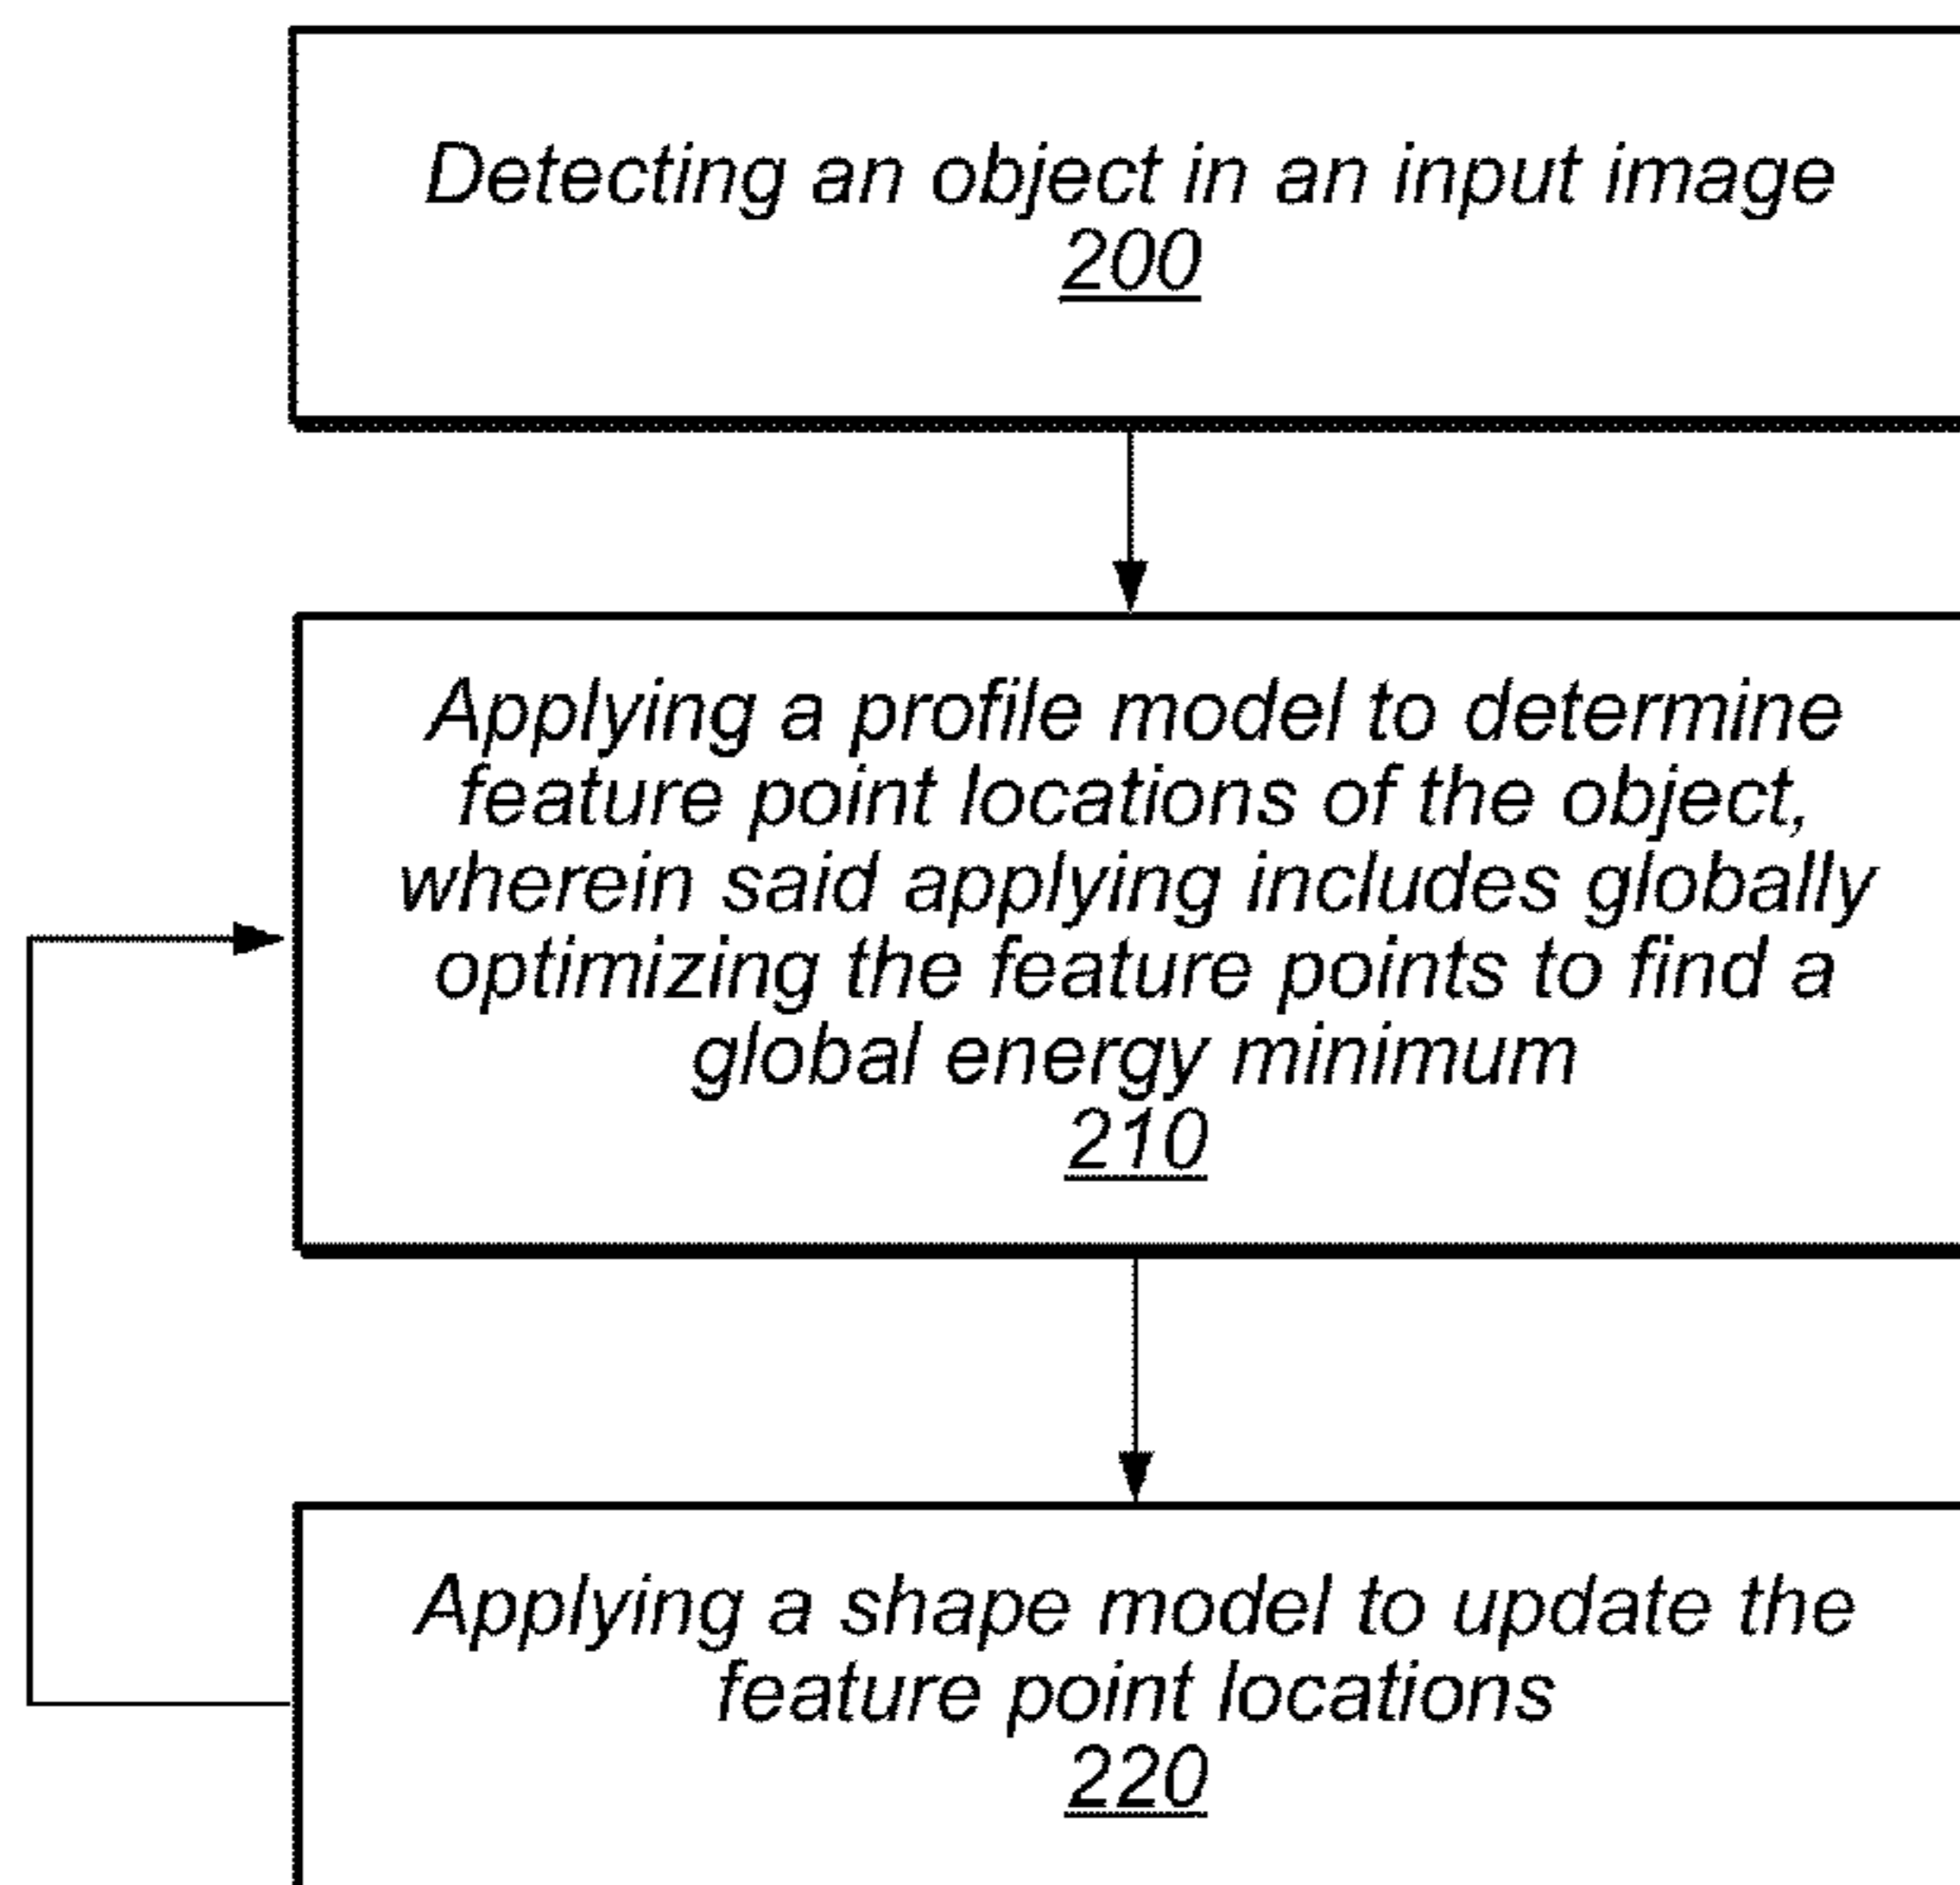 Detecting an object in an input image
200
Applying a profile model to determine
feature point locations of the object,
wherein said applying includes globally
optimizing the feature points to find a
global energy minimum
210
Applying a shape model to update the
feature point locations
220